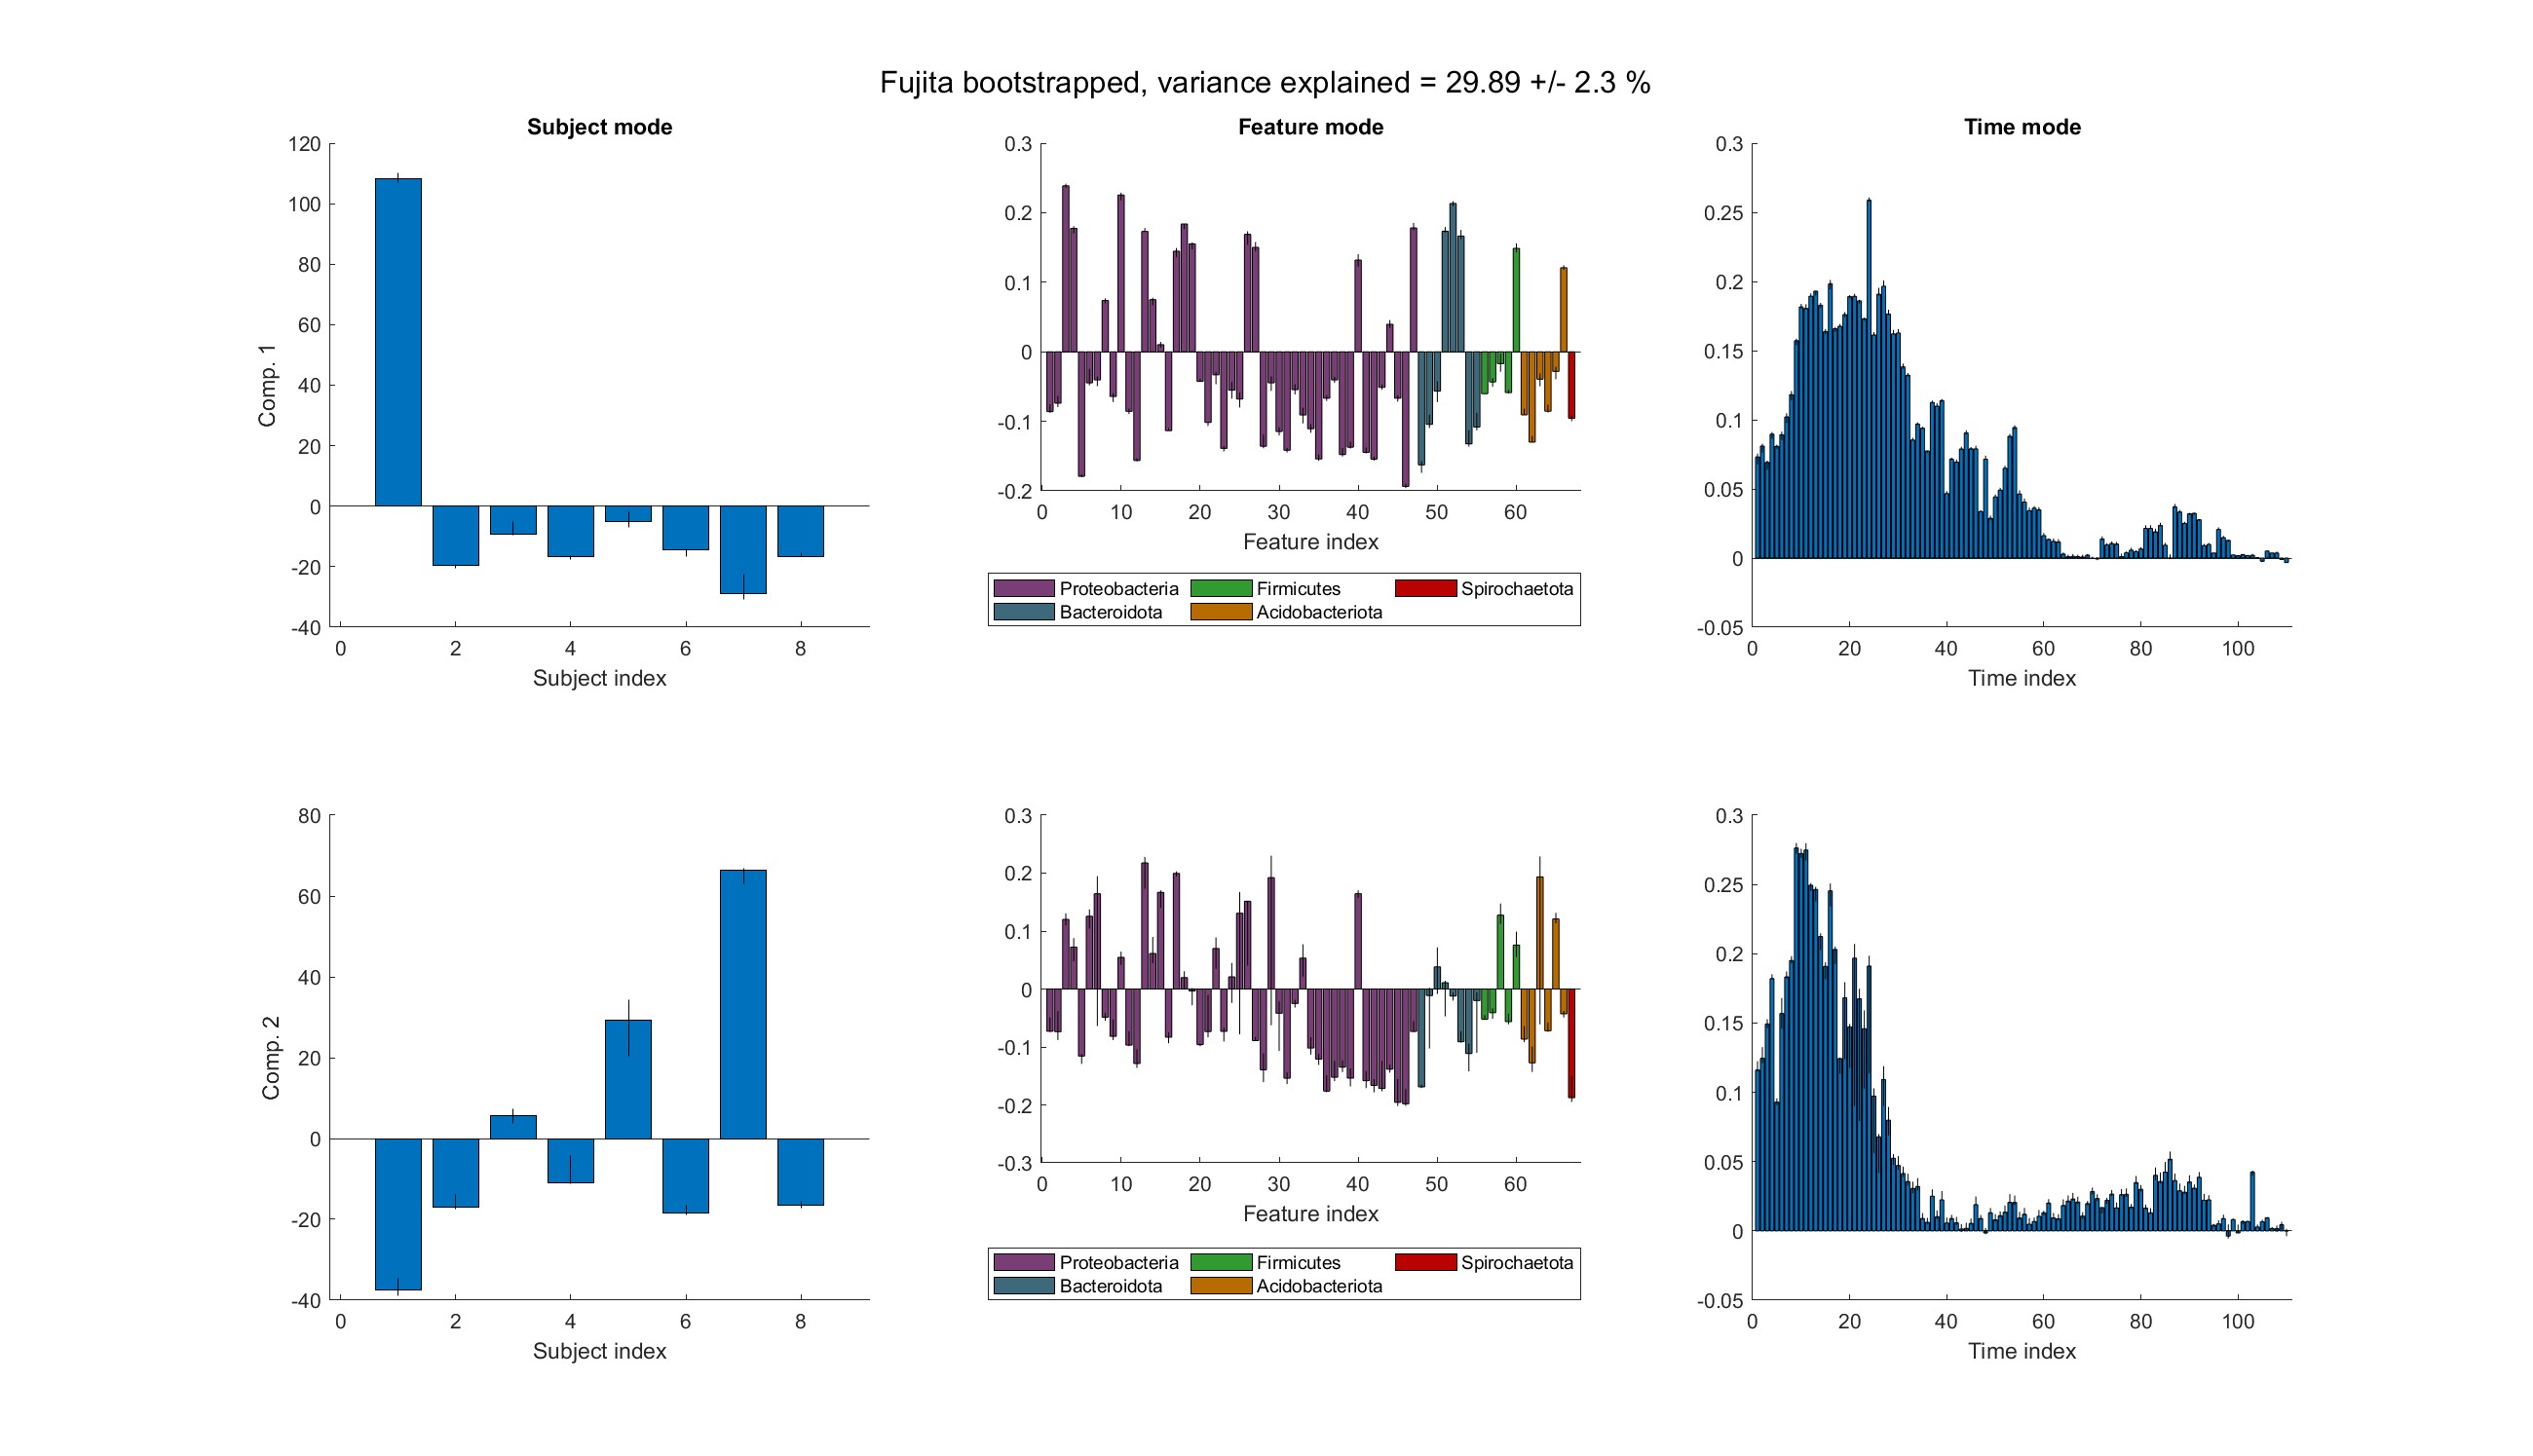 Fujita bootstrapped, variance explained = 29.89 +/- 2.3 %
Subject mode
Feature mode
Time mode
Comp. 1
120
100
80
60
40
20
0
-20
-40
0 2 4 6 8
Subject index
0.3
0.2
0.1
0
-0.1
-0.2
0 10 20 30 40 50 60
Feature index
Proteobacteria Firmicutes Spirochaetota
Bacteroidota Acidobacteriota
0.3
0.25
0.2
0.15
0.1
0.05
0
-0.05
0 20 40 60 80 100
Time index
Comp. 2
80
60
40
20
0
-20
-40
0 2 4 6 8
Subject index
0.3
0.2
0.1
0
-0.1
-0.2
-0.3
0 10 20 30 40 50 60
Feature index
Proteobacteria Firmicutes Spirochaetota
Bacteroidota Acidobacteriota
0.3
0.25
0.2
0.15
0.1
0.05
0
-0.05
0 20 40 60 80 100
Time index